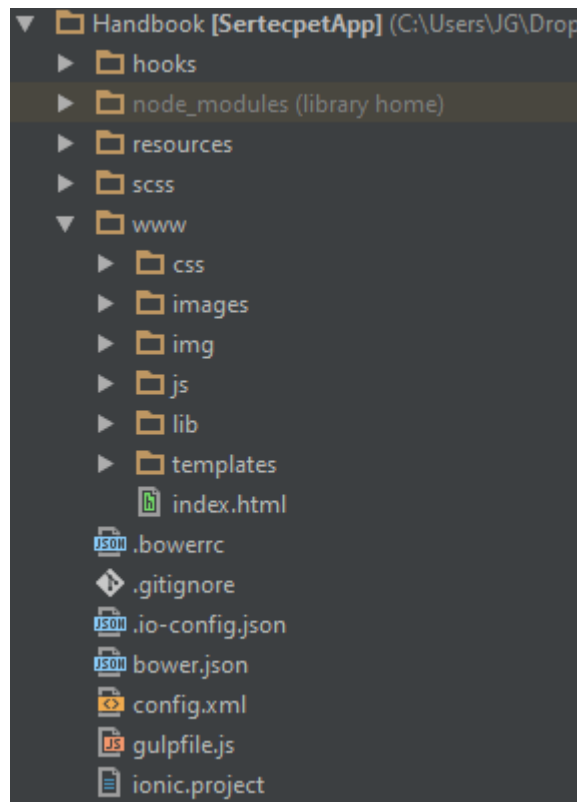 Handbook [SertecpetApp] (C:\Users\JG\Drop
hooks
node_modules (library home)
resources
scss
www
css
images
img
js
lib
templates
index.html
.bowerrc
.gitignore
.io-config.json
bower.json
config.xml
gulpfile.js
ionic.project